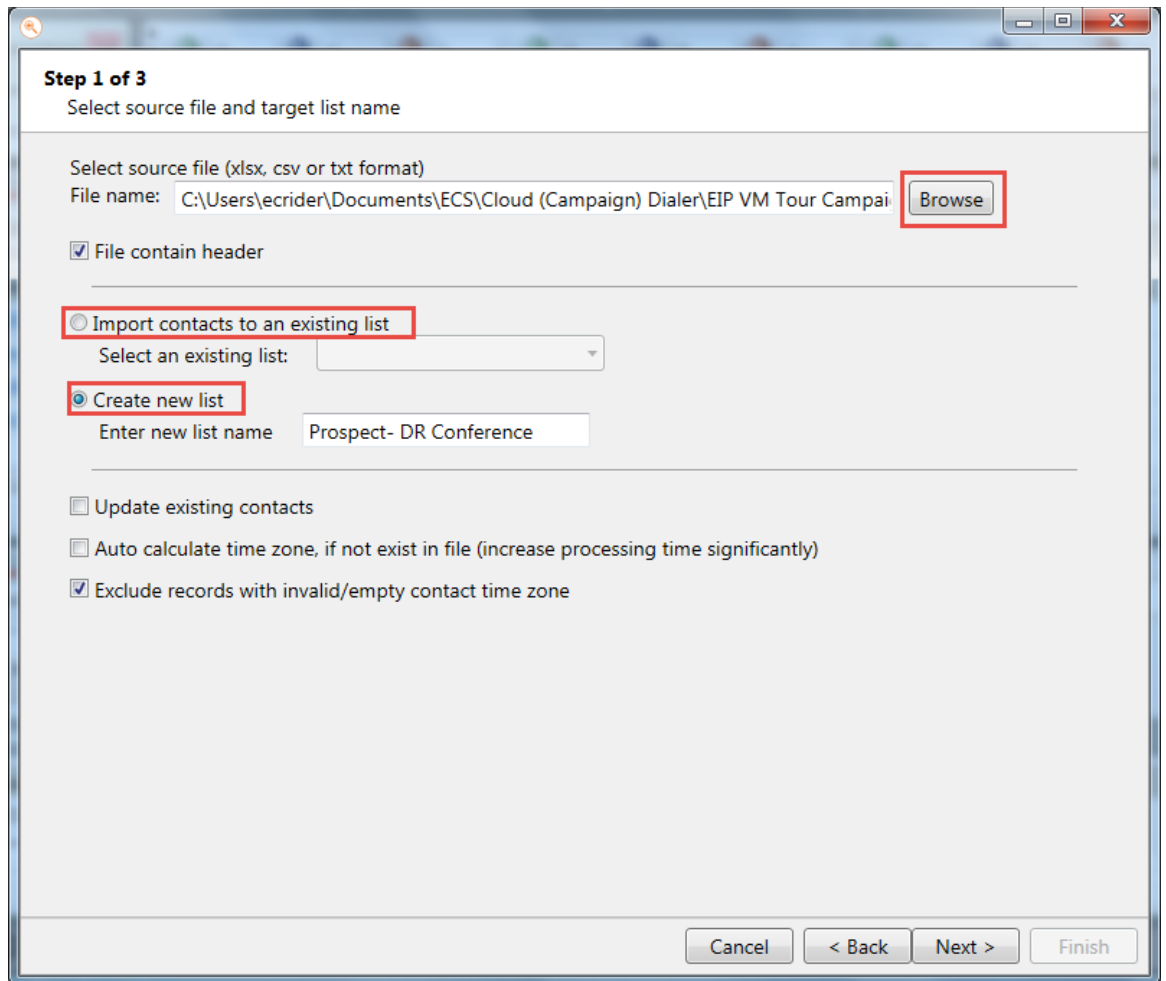 Step 1 of 3
Select source file and target list name
Select source file (xlsx, csv or txt format)
File name: C:\Users\ecrider\Documents\ECS\Cloud (Campaign) Dialer\EIP VM Tour Campai Browse
File contain header
Import contacts to an existing list
Select an existing list:
Create new list
Enter new list name Prospect- DR Conference
Update existing contacts
Auto calculate time zone, if not exist in file (increase processing time significantly)
Exclude records with invalid/empty contact time zone
Cancel < Back Next > Finish